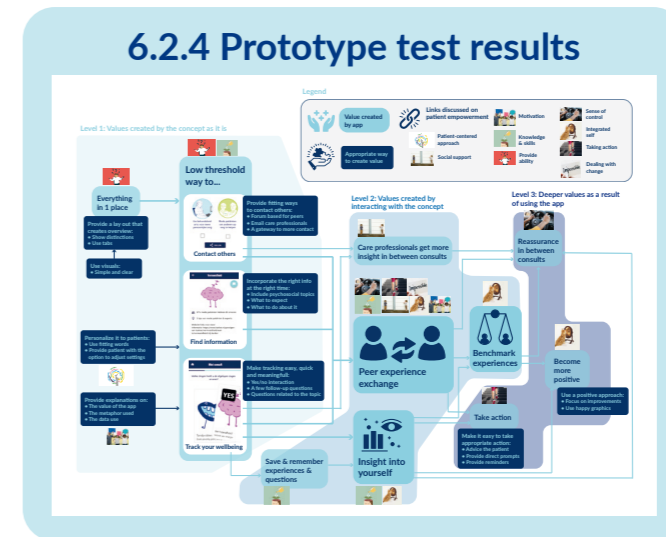 6.2.4 Prototype test results
Legend
Value created
by app
Appropriate way
to create value
Links discussed on
patient empowerment
Patient-centered
approach
Social support
Motivation
Knowledge
& skills
Provide
ability
Sense of
control
Integrated
self
Taking action
Dealing with
change
Level 1: Values created by the concept as it is
Everything
in 1 place
Provide a lay out that
creates overview:
• Show distinctions
• Use tabs
Use visuals:
• Simple and clear
Personalize it to patients:
• Use fitting words
• Provide patient with the
option to adjust settings
Provide explanations on:
• The value of the app
• The metaphor used
• The data use
Low threshold
way to...
Contact others
Find information
YES
Track your wellbeing
Provide fitting ways
to contact others:
• Forum based for peers
• Email care professionals
• A gateway to more contact
Incorporate the right info
at the right time:
• Include psychosocial topics
• What to expect
• What to do about it
Make tracking easy, quick
and meaningfull:
• Yes/no interaction
• A few follow-up questions
• Questions related to the topic
Save & remember
experiences &
questions
Level 2: Values created by
interacting with the concept
Care professionals get more
insight in between consults
Peer experience
exchange
Insight into
yourself
Benchmark
experiences
Level 3: Deeper values as a result
of using the app
Reassurance
in between
consults
Become
more
positive
Use a positive approach:
• Focus on improvements
• Use happy graphics
Take action
Make it easy to take
appropriate action:
• Advice the patient
• Provide direct prompts
• Provide reminders